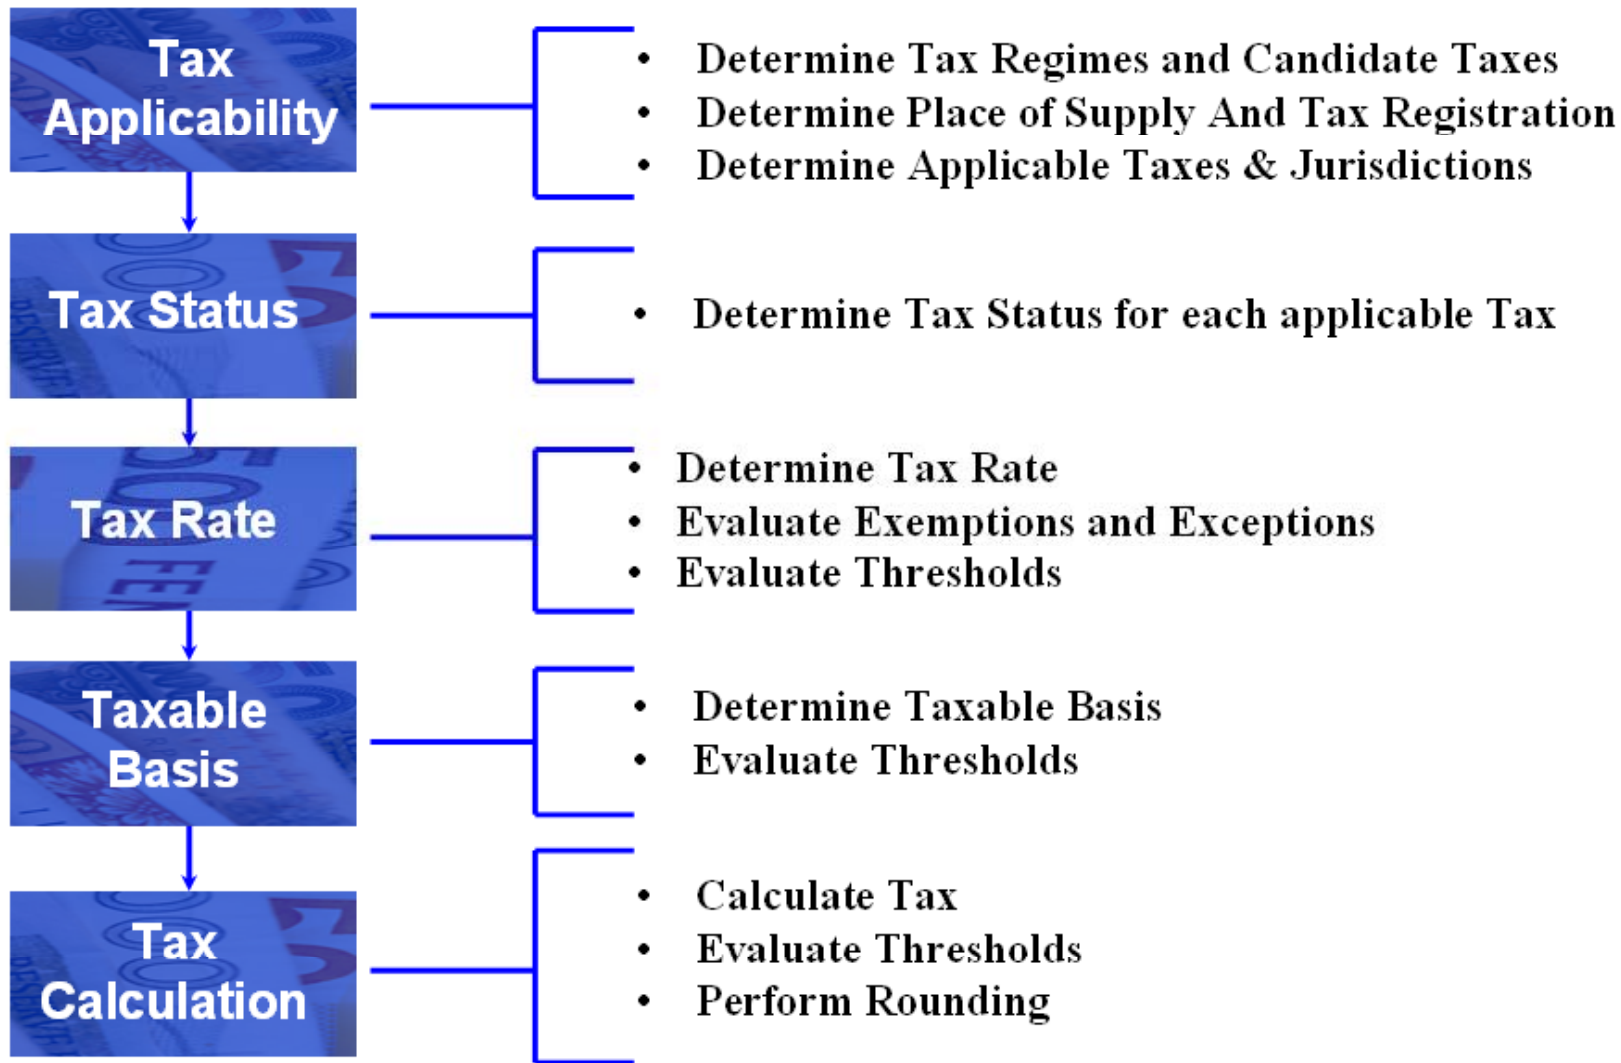 Tax
Applicability
• Determine Tax Regimes and Candidate Taxes
• Determine Place of Supply And Tax Registration
• Determine Applicable Taxes & Jurisdictions
Tax Status
• Determine Tax Status for each applicable Tax
Tax Rate
• Determine Tax Rate
• Evaluate Exemptions and Exceptions
• Evaluate Thresholds
Taxable
Basis
• Determine Taxable Basis
• Evaluate Thresholds
Tax
Calculation
• Calculate Tax
• Evaluate Thresholds
• Perform Rounding